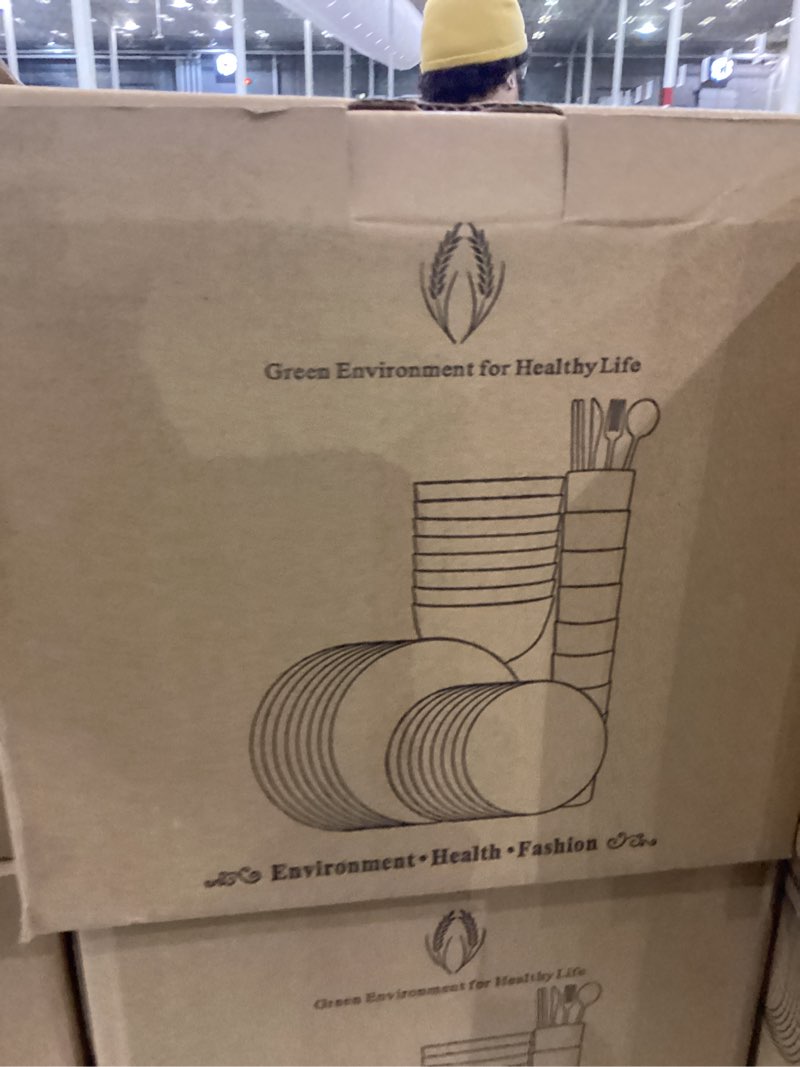 Green Environment for Healthy Life
Environment • Health • Fashion
Green Environment for Healthy Life